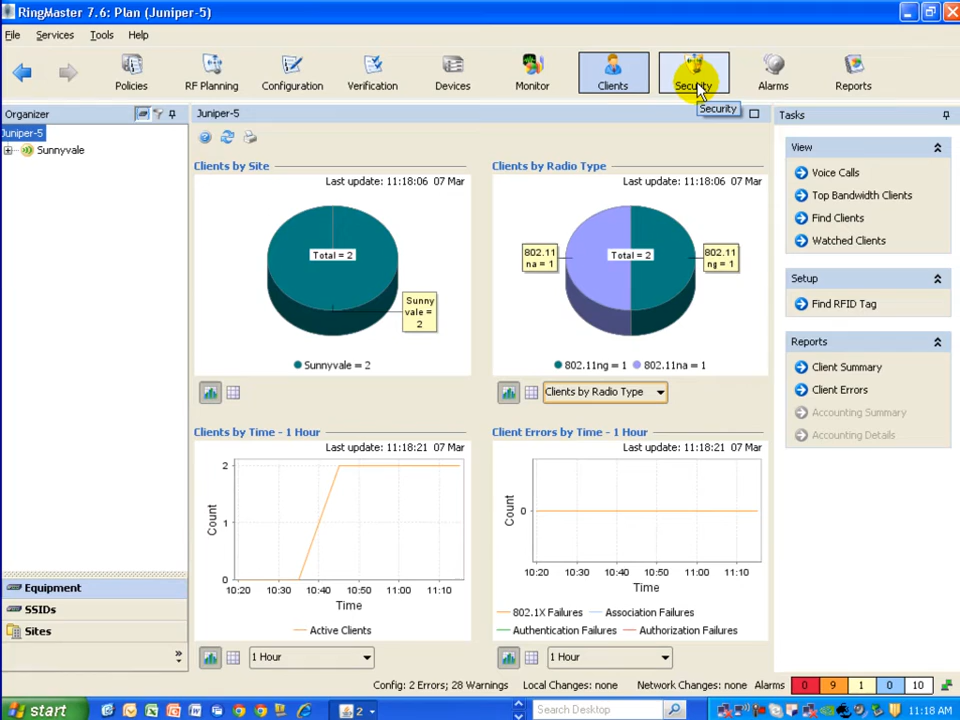 RingMaster 7.6: Plan (Juniper-5)
File Services Tools Help
Policies RF Planning Configuration Verification Devices Monitor Clients Security Alarms Reports
Security
Organizer
Juniper-5
Sunnyvale
Equipment
SSIDs
Sites
Juniper-5
Clients by Site
Last update: 11:18:06 07 Mar
Total = 2
Sunny
vale =
2
Sunnyvale = 2
Clients by Radio Type
Last update: 11:18:06 07 Mar
802.11
na = 1
Total = 2
802.11
ng = 1
802.11ng = 1 802.11na = 1
Clients by Radio Type
Clients by Time - 1 Hour
Last update: 11:18:21 07 Mar
Count
2
1
0
10:20 10:30 10:40 10:50 11:00 11:10
Time
Active Clients
1 Hour
Client Errors by Time - 1 Hour
Last update: 11:18:21 07 Mar
Count
0
10:20 10:30 10:40 10:50 11:00 11:10
Time
802.1X Failures Association Failures
Authentication Failures Authorization Failures
1 Hour
Tasks
View
Voice Calls
Top Bandwidth Clients
Find Clients
Watched Clients
Setup
Find RFID Tag
Reports
Client Summary
Client Errors
Accounting Summary
Accounting Details
Config: 2 Errors; 28 Warnings Local Changes: none Network Changes: none Alarms 0 9 1 0 10
start 2 Search Desktop 11:18 AM